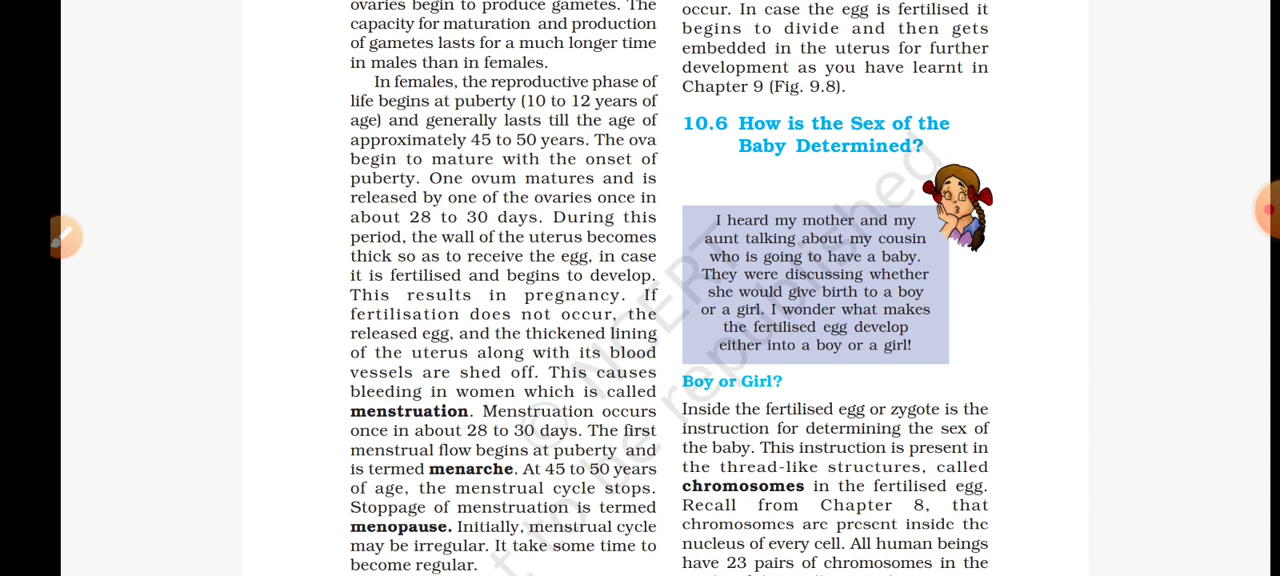 ovaries begin to produce gametes. The
capacity for maturation and production
of gametes lasts for a much longer time
in males than in females.
In females, the reproductive phase of
life begins at puberty (10 to 12 years of
age) and generally lasts till the age of
approximately 45 to 50 years. The ova
begin to mature with the onset of
puberty. One ovum matures and is
released by one of the ovaries once in
about 28 to 30 days. During this
period, the wall of the uterus becomes
thick so as to receive the egg, in case
it is fertilised and begins to develop.
This results in pregnancy. If
fertilisation does not occur, the
released egg, and the thickened lining
of the uterus along with its blood
vessels are shed off. This causes
bleeding in women which is called
menstruation. Menstruation occurs
once in about 28 to 30 days. The first
menstrual flow begins at puberty and
is termed menarche. At 45 to 50 years
of age, the menstrual cycle stops.
Stoppage of menstruation is termed
menopause. Initially, menstrual cycle
may be irregular. It take some time to
become regular.
occur. In case the egg is fertilised it
begins to divide and then gets
embedded in the uterus for further
development as you have learnt in
Chapter 9 (Fig. 9.8).
10.6 How is the Sex of the
Baby Determined?
I heard my mother and my
aunt talking about my cousin
who is going to have a baby.
They were discussing whether
she would give birth to a boy
or a girl. I wonder what makes
the fertilised egg develop
either into a boy or a girl!
Boy or Girl?
Inside the fertilised egg or zygote is the
instruction for determining the sex of
the baby. This instruction is present in
the thread-like structures, called
chromosomes in the fertilised egg.
Recall from Chapter 8, that
chromosomes are present inside the
nucleus of every cell. All human beings
have 23 pairs of chromosomes in the
© NCERT
not to be republished